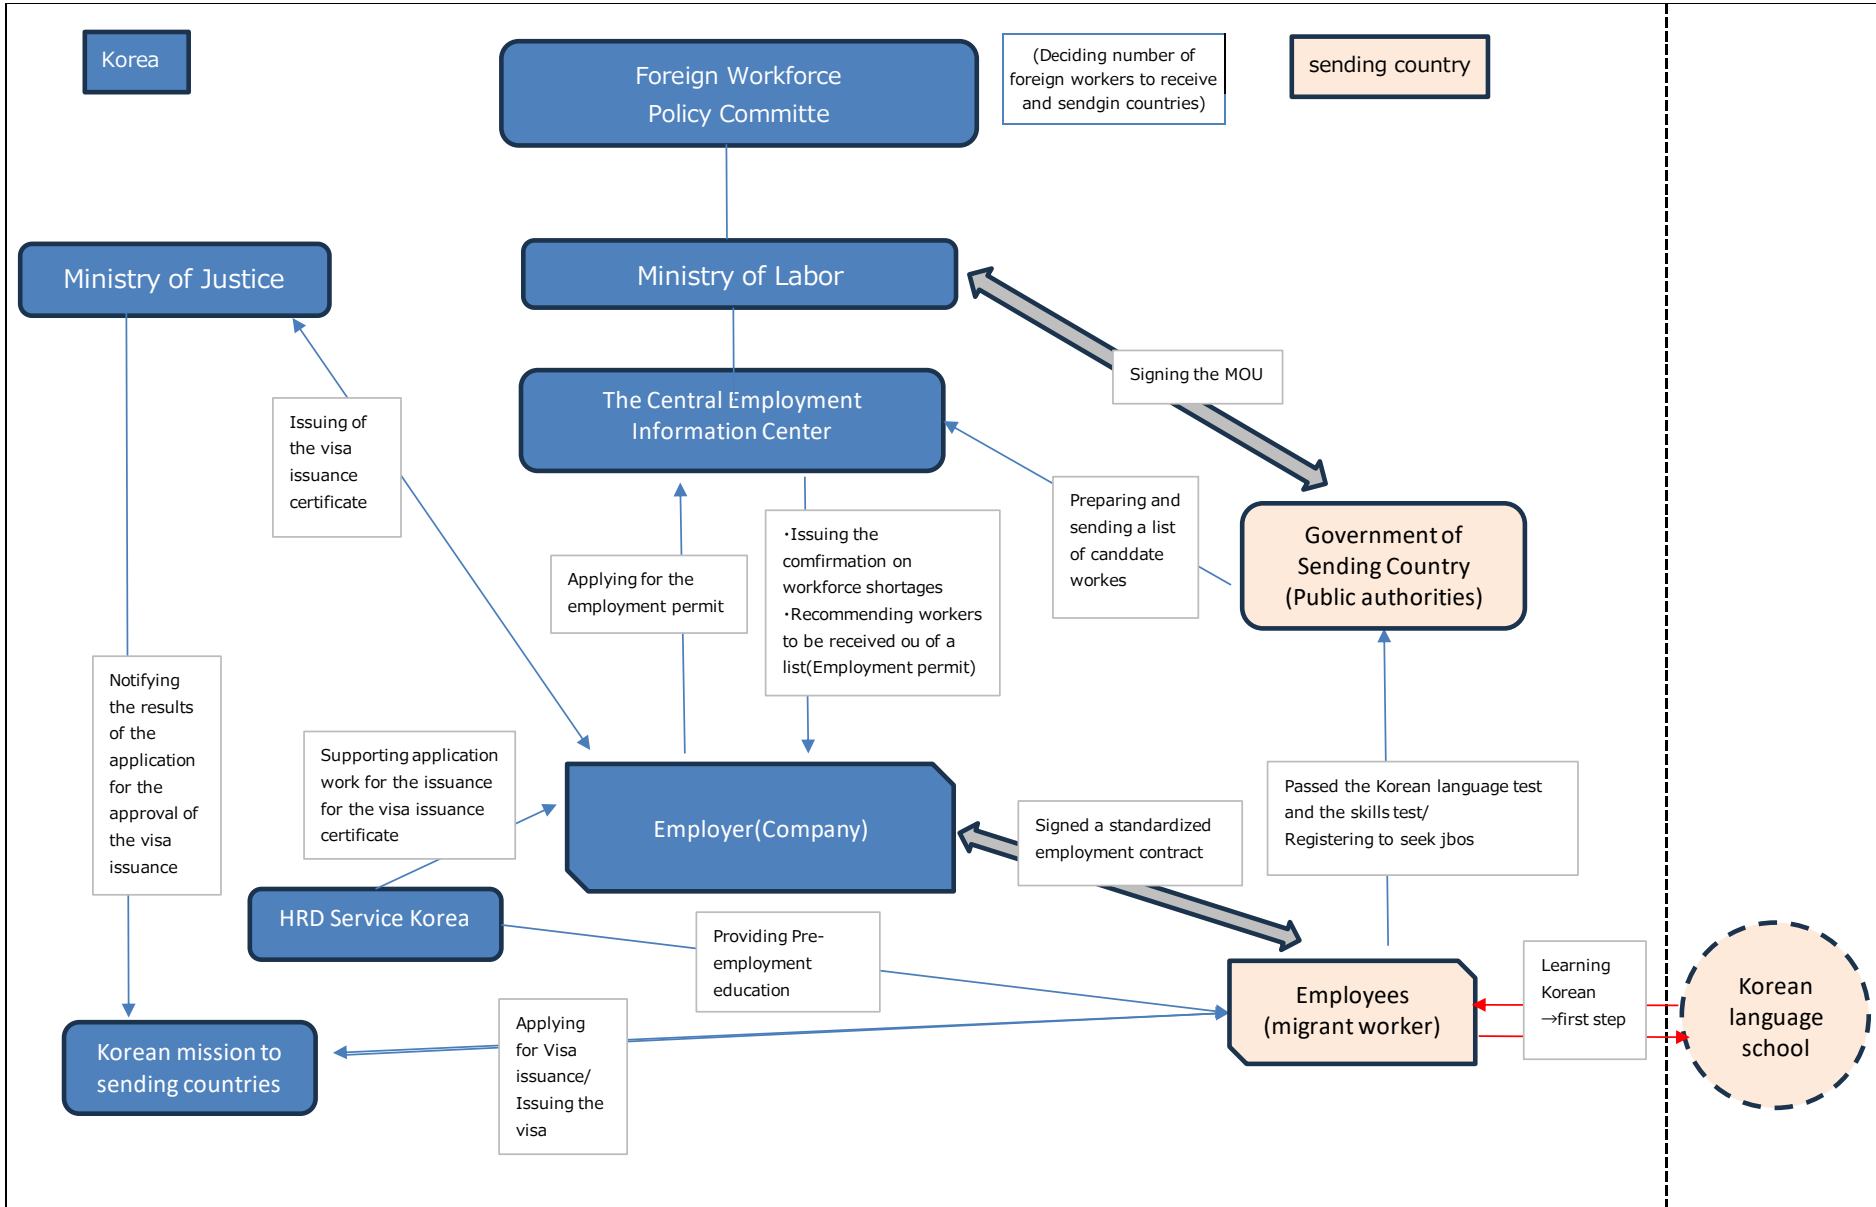 Korea
Foreign Workforce
Policy Committe
(Deciding number of
foreign workers to receive
and sendgin countries)
sending country
Ministry of Justice
Ministry of Labor
Signing the MOU
The Central Employment
Information Center
Issuing of
the visa
issuance
certificate
Applying for the
employment permit
・Issuing the
comfirmation on
workforce shortages
・Recommending workers
to be received ou of a
list(Employment permit)
Preparing and
sending a list
of canddate
workes
Government of
Sending Country
(Public authorities)
Notifying
the results
of the
application
for the
approval of
the visa
issuance
Supporting application
work for the issuance
for the visa issuance
certificate
Employer(Company)
Signed a standardized
employment contract
Passed the Korean language test
and the skills test/
Registering to seek jbos
HRD Service Korea
Providing Pre-
employment
education
Employees
(migrant worker)
Learning
Korean
→first step
Korean
language
school
Korean mission to
sending countries
Applying
for Visa
issuance/
Issuing the
visa